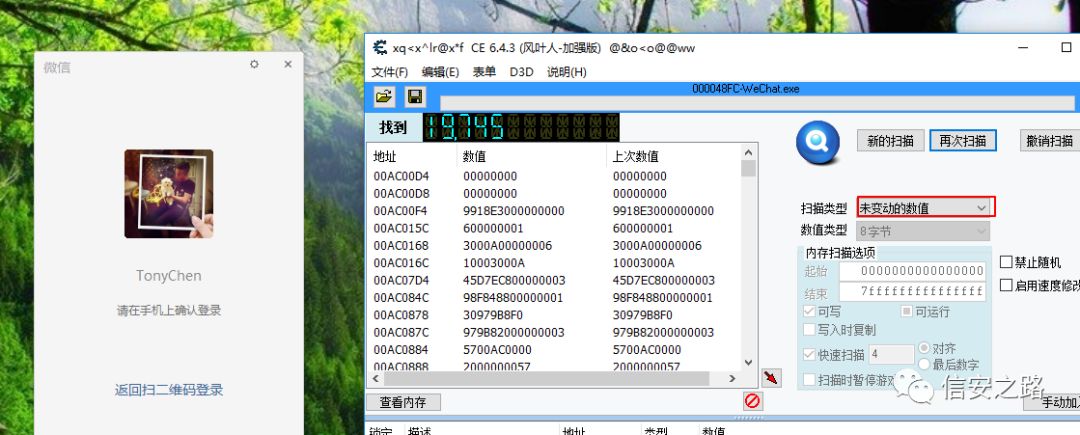 微信
TonyChen
请在手机上确认登录
返回扫二维码登录
xq<x^lr@x*f CE 6.4.3 (风叶人-加强版) @&o<o@@ww
文件(F) 编辑(E) 表单 D3D 说明(H)
000048FC-WeChat.exe
找到 19,745
新的扫描 再次扫描 撤销扫描
地址 数值 上次数值
00AC00D4 00000000 00000000
00AC00D8 00000000 00000000
00AC00F4 9918E3000000000 9918E3000000000
00AC015C 600000001 600000001
00AC0168 3000A00000006 3000A00000006
00AC016C 10003000A 10003000A
00AC07D4 45D7EC800000003 45D7EC800000003
00AC084C 98F848800000001 98F848800000001
00AC0878 30979B8F0 30979B8F0
00AC087C 979B82000000003 979B82000000003
00AC0884 5700AC0000 5700AC0000
00AC0888 2000000057 2000000057
扫描类型 未变动的数值
数值类型 8字节
内存扫描选项
起始 0000000000000000
结束 7fffffffffffffff
可写 可运行
写入时复制
快速扫描 4 对齐
最后数字
扫描时暂停游
禁止随机
启用速度修改
查看内存
手动加
锁定 描述 地址 类型 数值
信安之路